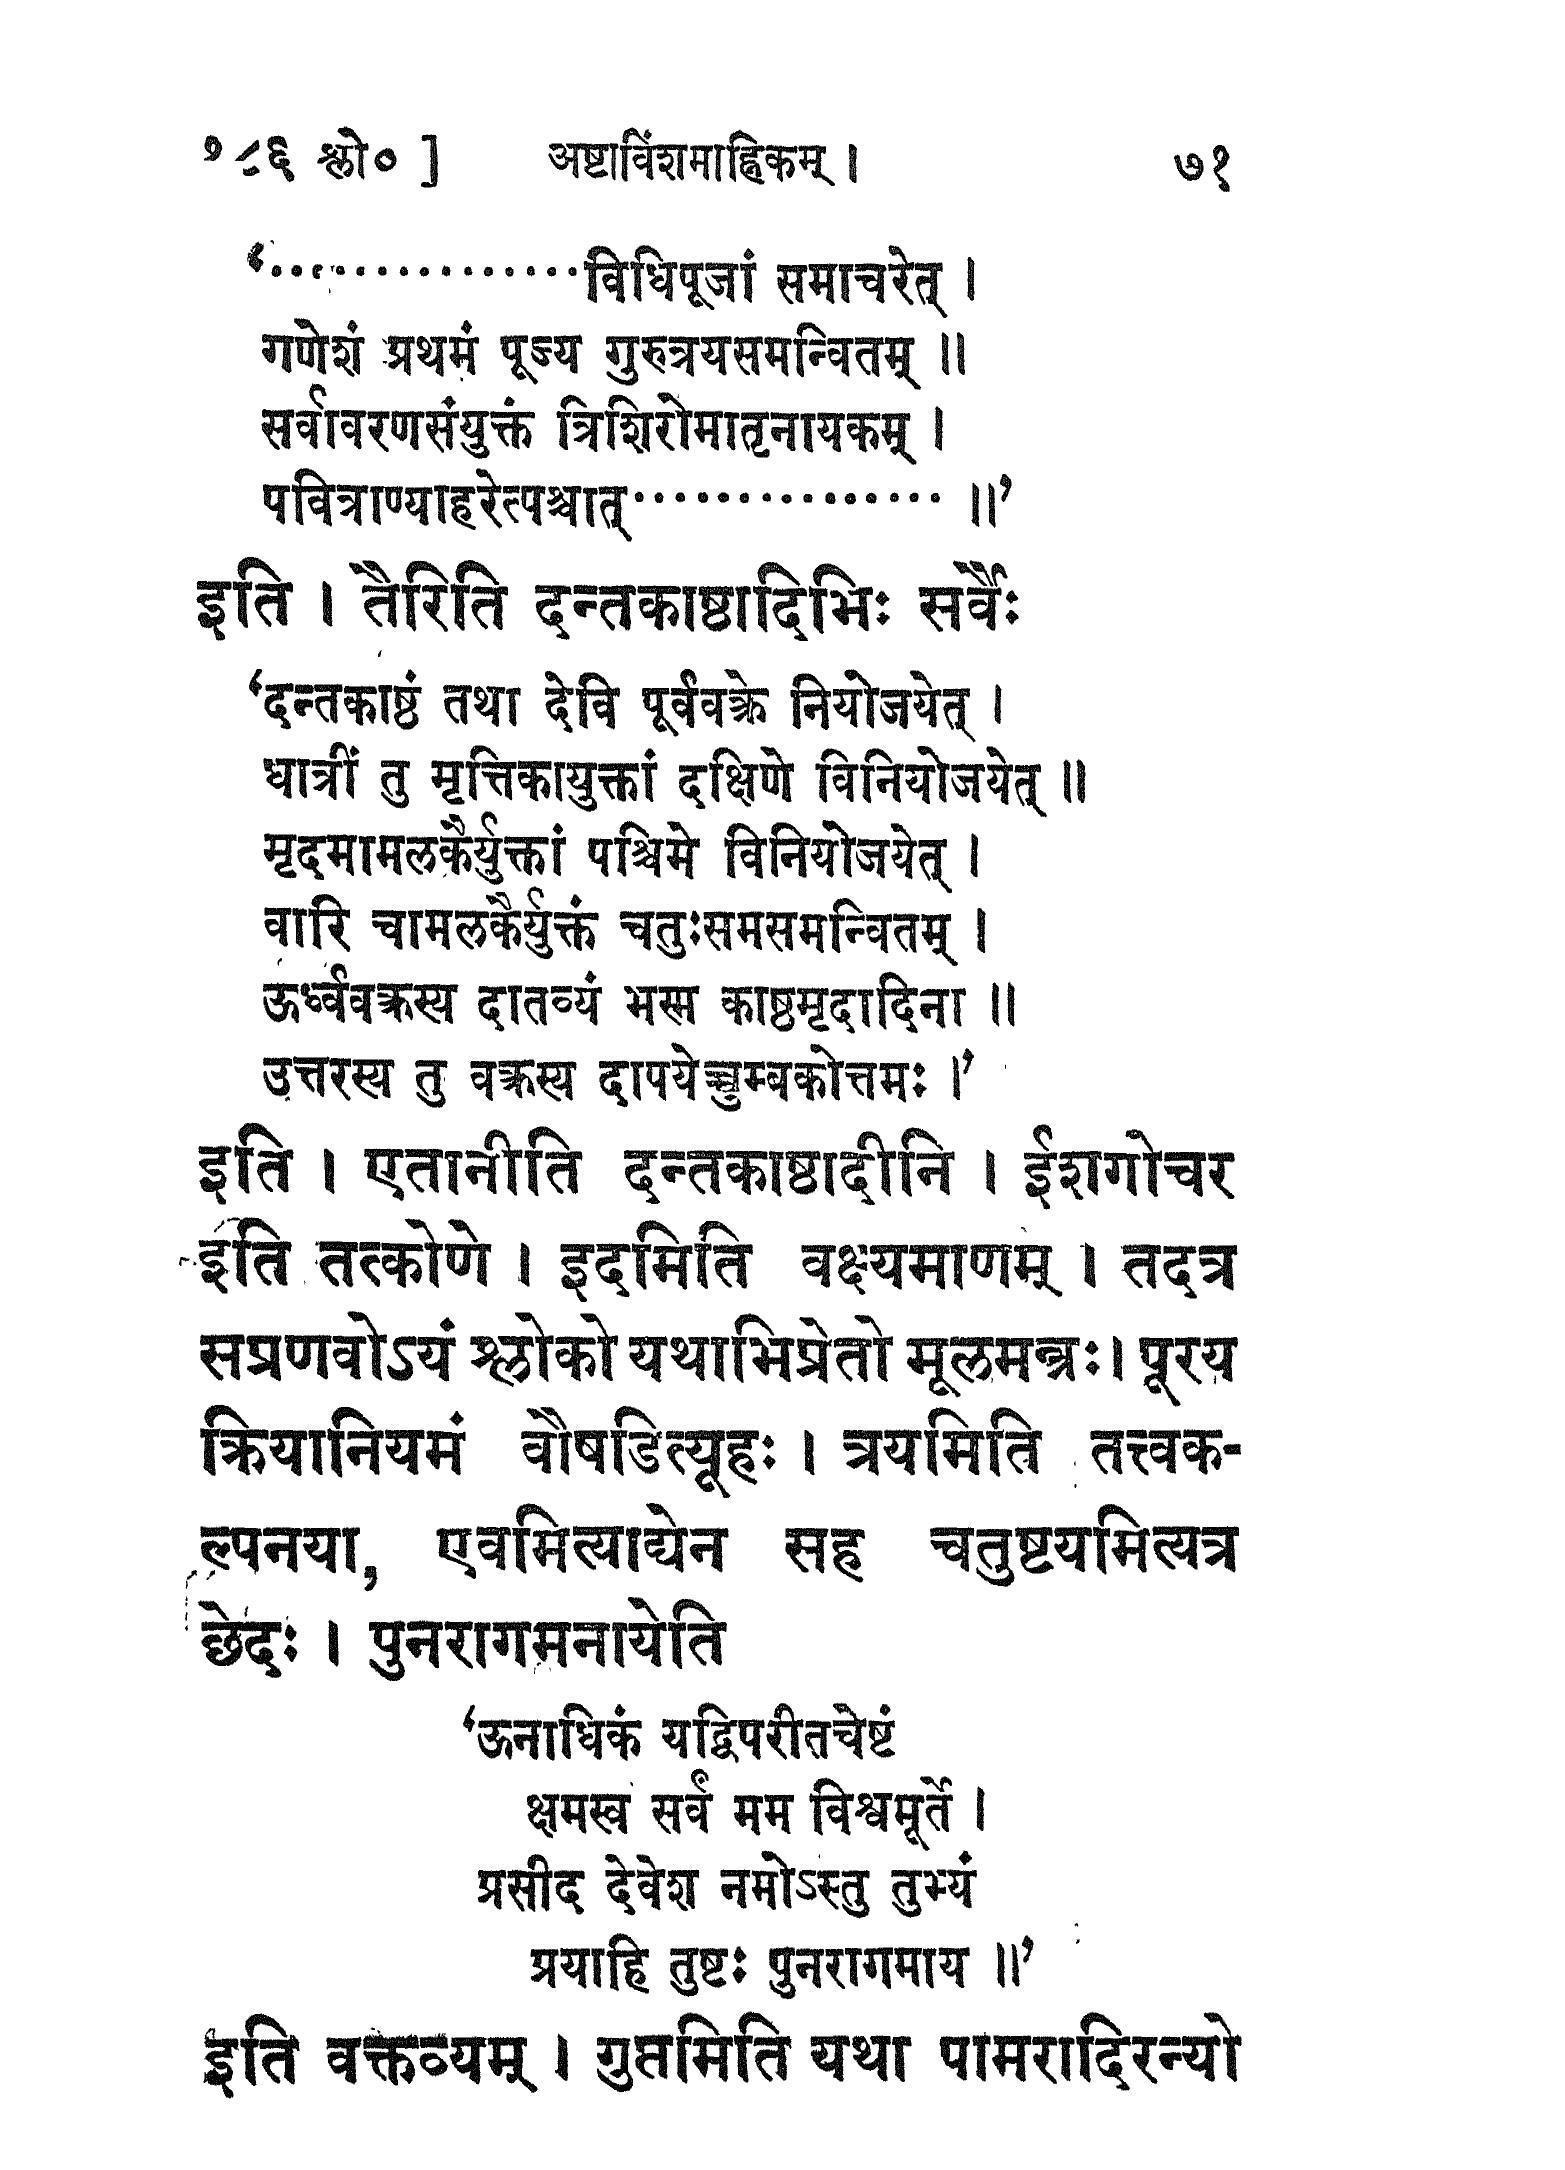 १८६ श्लो० ] अष्टाविंशमाह्निकम् । ७१
‘···············विधिपूजां समाचरेत् ।
गणेशं प्रथमं पूज्य गुरुत्रयसमन्वितम् ॥
सर्वावरणसंयुक्तं त्रिशिरोमातृनायकम् ।
पवित्राण्याहरेत्पश्चात्··············· ॥’
इति । तैरिति दन्तकाष्ठादिभिः सर्वैः
‘दन्तकाष्ठं तथा देवि पूर्ववक्त्रे नियोजयेत् ।
धात्रीं तु मृत्तिकायुक्तां दक्षिणे विनियोजयेत् ॥
मृदमामलकैर्युक्तां पश्चिमे विनियोजयेत् ।
वारि चामलकैर्युक्तं चतुःसमसमन्वितम् ।
ऊर्ध्ववक्त्रस्य दातव्यं भस्म काष्ठमृदादिना ॥
उत्तरस्य तु वक्त्रस्य दापयेच्चुम्बकोत्तमः ।’
इति । एतानीति दन्तकाष्ठादीनि । ईशगोचर
इति तत्कोणे । इदमिति वक्ष्यमाणम् । तदत्र
सप्रणवोऽयं श्लोको यथाभिप्रेतो मूलमन्त्रः। पूरय
क्रियानियमं वौषडित्यूहः । त्रयमिति तत्त्वक-
ल्पनया, एवमित्याद्येन सह चतुष्टयमित्यत्र
छेदः । पुनरागमनायेति
‘ऊनाधिकं यद्विपरीतचेष्टं
क्षमस्व सर्वं मम विश्वमूर्ते ।
प्रसीद देवेश नमोऽस्तु तुभ्यं
प्रयाहि तुष्टः पुनरागमाय ॥’
इति वक्तव्यम् । गुप्तमिति यथा पामरादिरन्यो